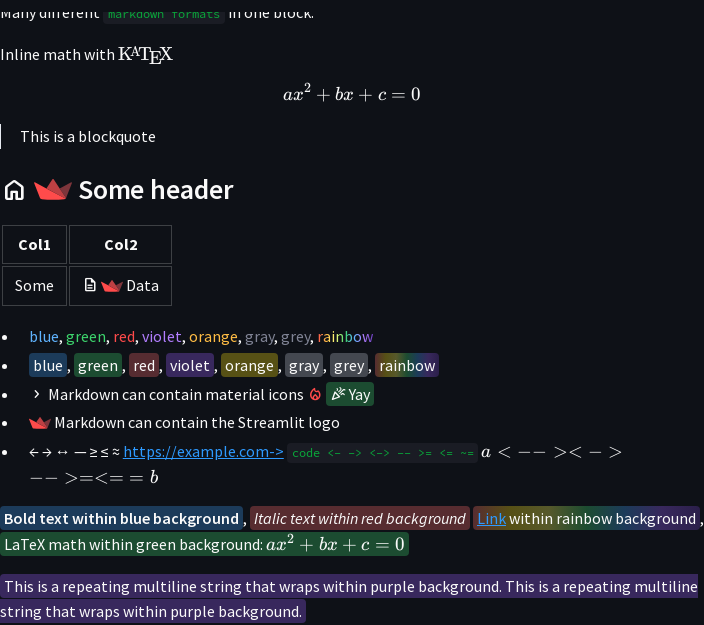 Many different markdown formats in one block.
Inline math with KATEX
ax² + bx + c = 0
This is a blockquote
Some header
Col1 Col2
Some Data
blue, green, red, violet, orange, gray, grey, rainbow
blue, green, red, violet, orange, gray, grey, rainbow
Markdown can contain material icons Yay
Markdown can contain the Streamlit logo
← → ↔ — ≥ ≤ ≈ https://example.com-> code <- -> <-> -- >= <= ~= a < −− >< − >
−− >=<= = b
Bold text within blue background, Italic text within red background Link within rainbow background,
LaTeX math within green background: ax² + bx + c = 0
This is a repeating multiline string that wraps within purple background. This is a repeating multiline
string that wraps within purple background.